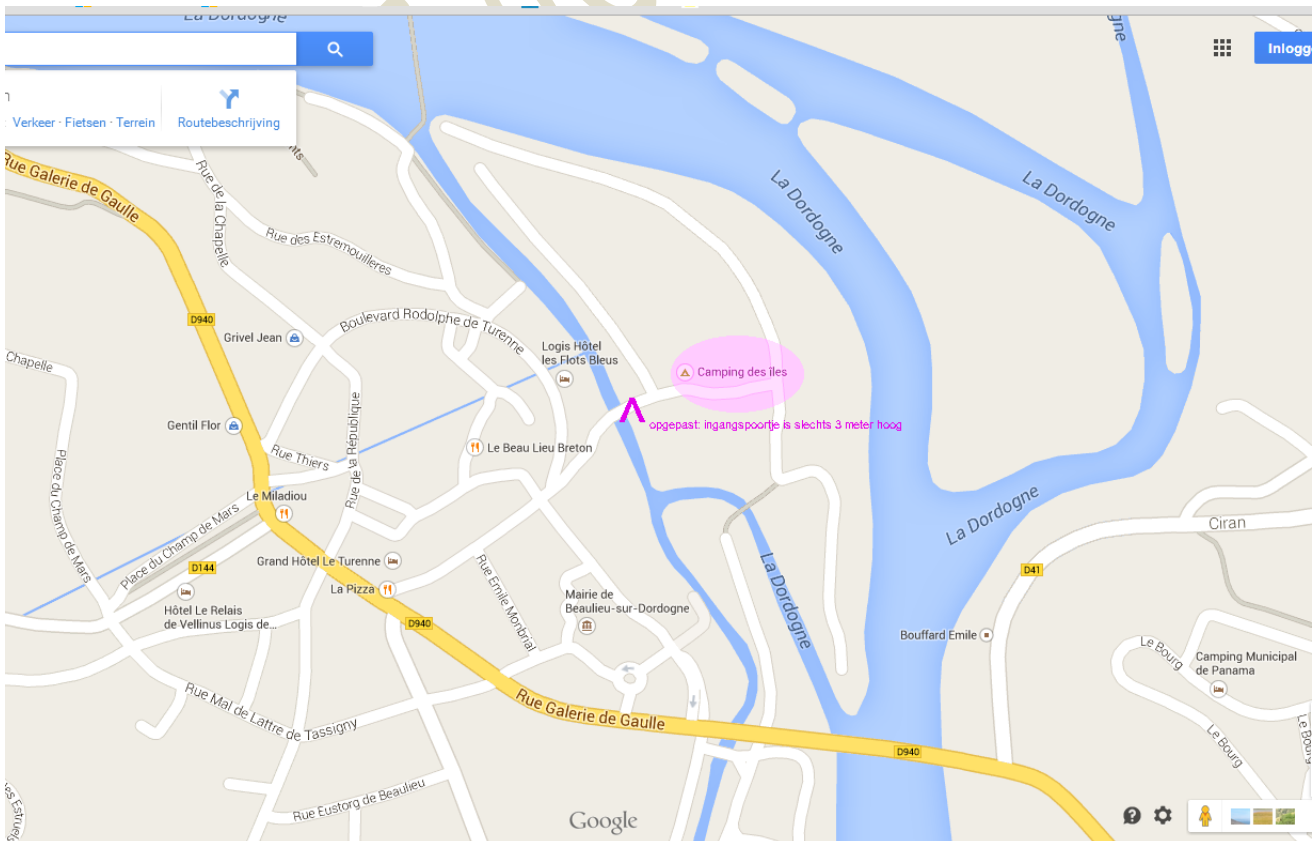 La Dordogne
Inlogg
Verkeer · Fietsen · Terrein
Routebeschrijving
Rue Galerie de Gaulle
Rue de la Chapelle
La Dordogne
La Dordogne
Rue des Estremouilleres
D940
Boulevard Rodolphe de Turenne
Grivel Jean
Chapelle
Logis Hôtel
les Flots Bleus
Camping des îles
opgepast: ingangspoortje is slechts 3 meter hoog
Gentil Flor
Rue de la République
Le Beau Lieu Breton
Rue Thiers
Place du Champ de Mars
Le Miladiou
Place du Champ de Mars
La Dordogne
Ciran
Grand Hôtel Le Turenne
D144
La Pizza
Rue Emile Monbrial
D41
Hôtel Le Relais
de Vellinus Logis de...
D940
Mairie de
Beaulieu-sur-Dordogne
La Dordogne
Bouffard Emile
Le Bourg
Camping Municipal
de Panama
Rue Mal de Lattre de Tassigny
Rue Galerie de Gaulle
D940
Le Bourg
Le Bourg
Rue Eustorg de Beaulieu
Google